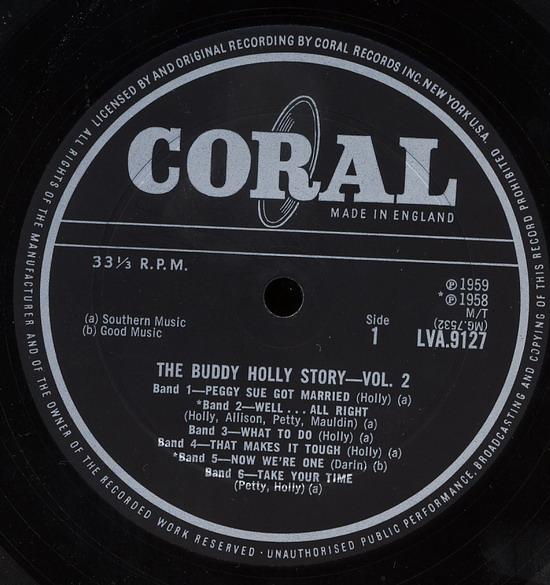 ALL RIGHTS OF THE MANUFACTURER AND OF THE OWNER OF THE RECORDED WORK RESERVED · UNAUTHORISED PUBLIC PERFORMANCE, BROADCASTING AND COPYING OF THIS RECORD PROHIBITED
LICENSED BY AND ORIGINAL RECORDING BY CORAL RECORDS INC. NEW YORK U.S.A.
CORAL
MADE IN ENGLAND
33⅓ R.P.M.
℗ 1959
*℗ 1958
M/T
(MG.7532)
(a) Southern Music
(b) Good Music
Side
1
LVA.9127
THE BUDDY HOLLY STORY—VOL. 2
Band 1—PEGGY SUE GOT MARRIED (Holly) (a)
*Band 2—WELL . . . ALL RIGHT
(Holly, Allison, Petty, Mauldin) (a)
Band 3—WHAT TO DO (Holly) (a)
Band 4—THAT MAKES IT TOUGH (Holly) (a)
*Band 5—NOW WE'RE ONE (Darin) (b)
Band 6—TAKE YOUR TIME
(Petty, Holly) (a)